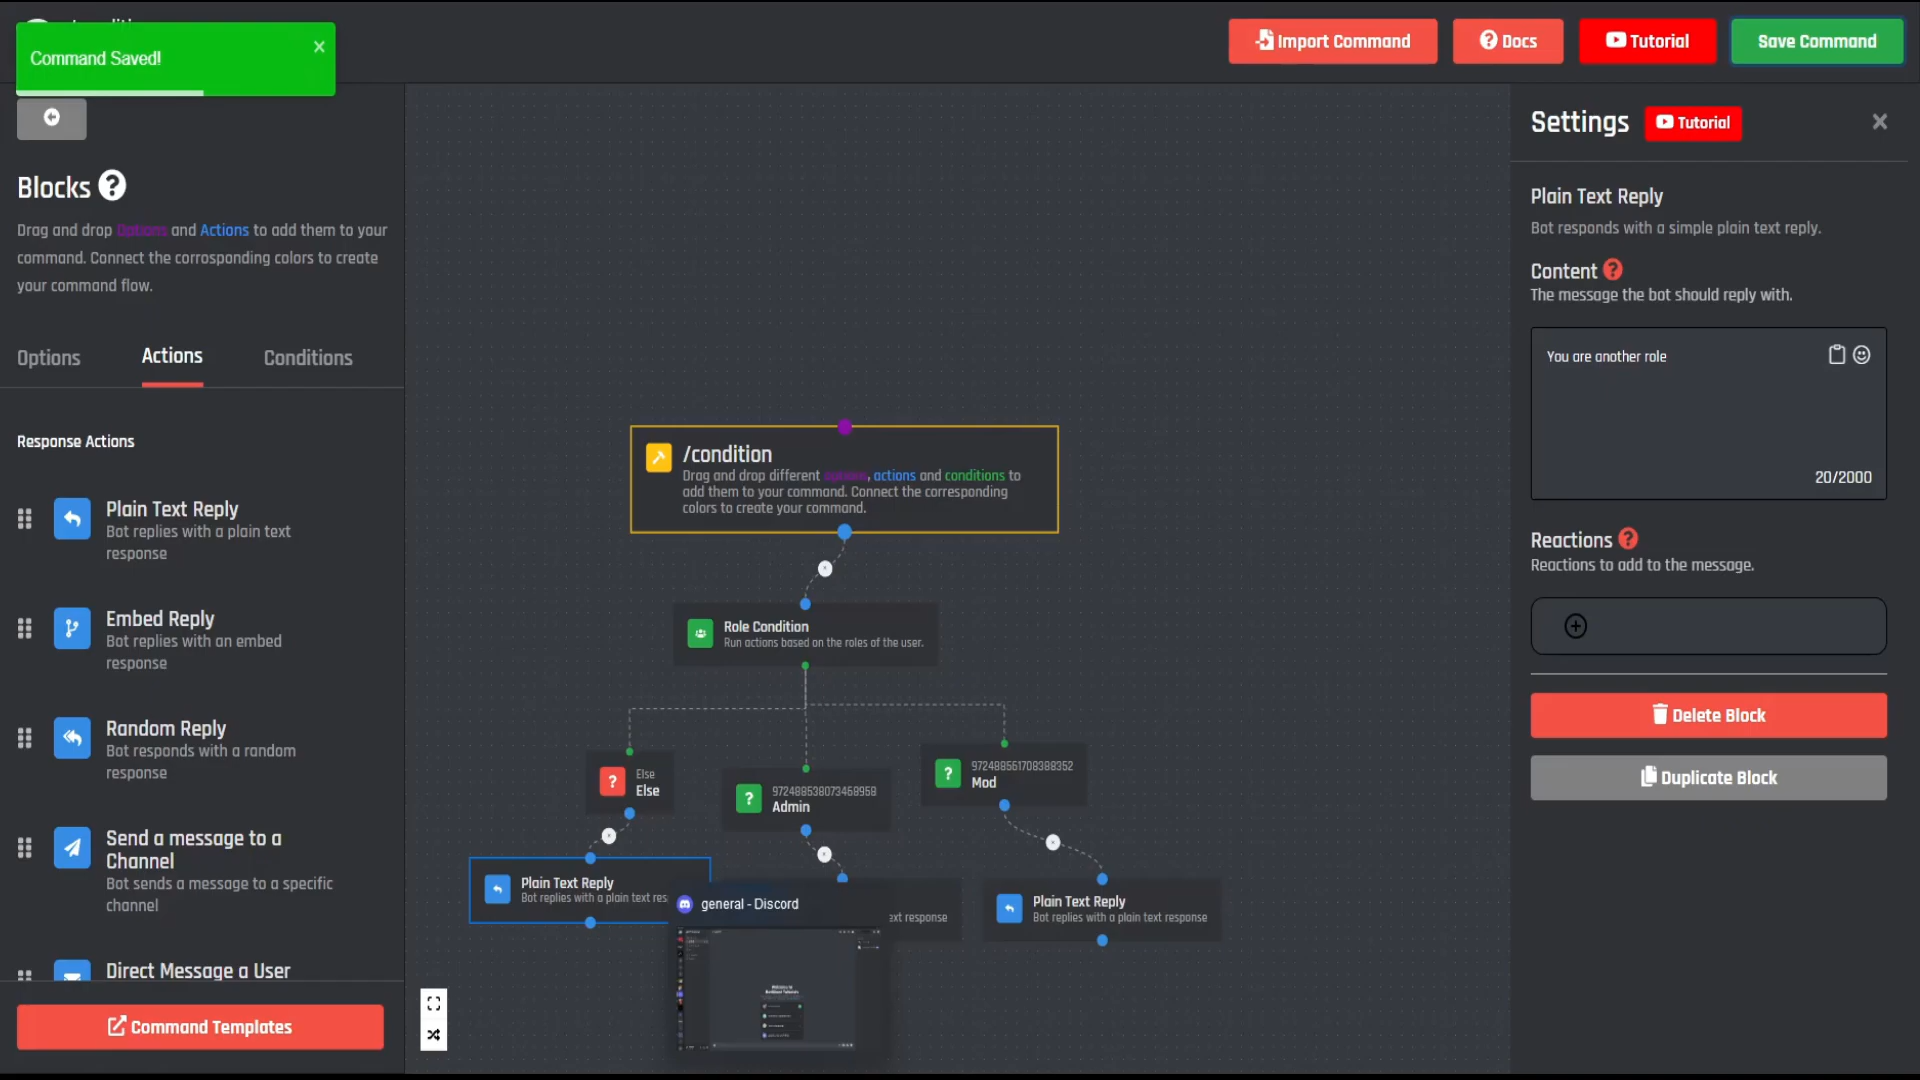 Command Saved!
Import Command
Docs
Tutorial
Save Command
Blocks
Drag and drop Options and Actions to add them to your
command. Connect the corrosponding colors to create
your command flow.
Options
Actions
Conditions
Response Actions
Plain Text Reply
Bot replies with a plain text
response
Embed Reply
Bot replies with an embed
response
Random Reply
Bot responds with a random
response
Send a message to a
Channel
Bot sends a message to a specific
channel
Direct Message a User
Command Templates
/condition
Drag and drop different options, actions and conditions to
add them to your command. Connect the corresponding
colors to create your command.
Role Condition
Run actions based on the roles of the user.
Else
Else
972488538073468958
Admin
972488561708388352
Mod
Plain Text Reply
Bot replies with a plain text res
general - Discord
ext response
Plain Text Reply
Bot replies with a plain text response
Settings
Tutorial
Plain Text Reply
Bot responds with a simple plain text reply.
Content
The message the bot should reply with.
You are another role
20/2000
Reactions
Reactions to add to the message.
Delete Block
Duplicate Block